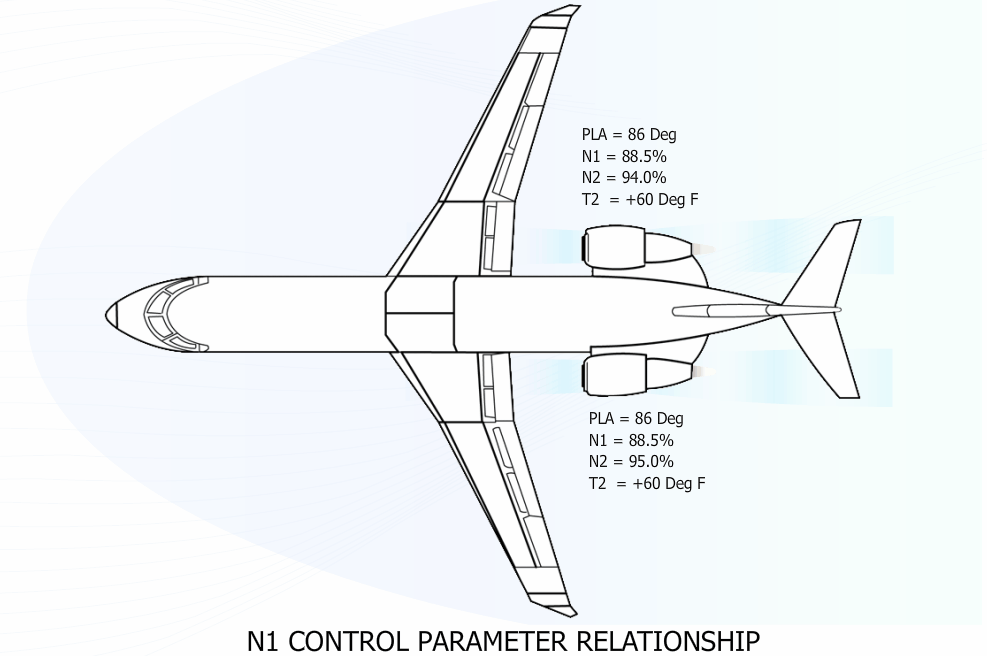 PLA = 86 Deg
N1 = 88.5%
N2 = 94.0%
T2  = +60 Deg F
PLA = 86 Deg
N1 = 88.5%
N2 = 95.0%
T2  = +60 Deg F
N1 CONTROL PARAMETER RELATIONSHIP